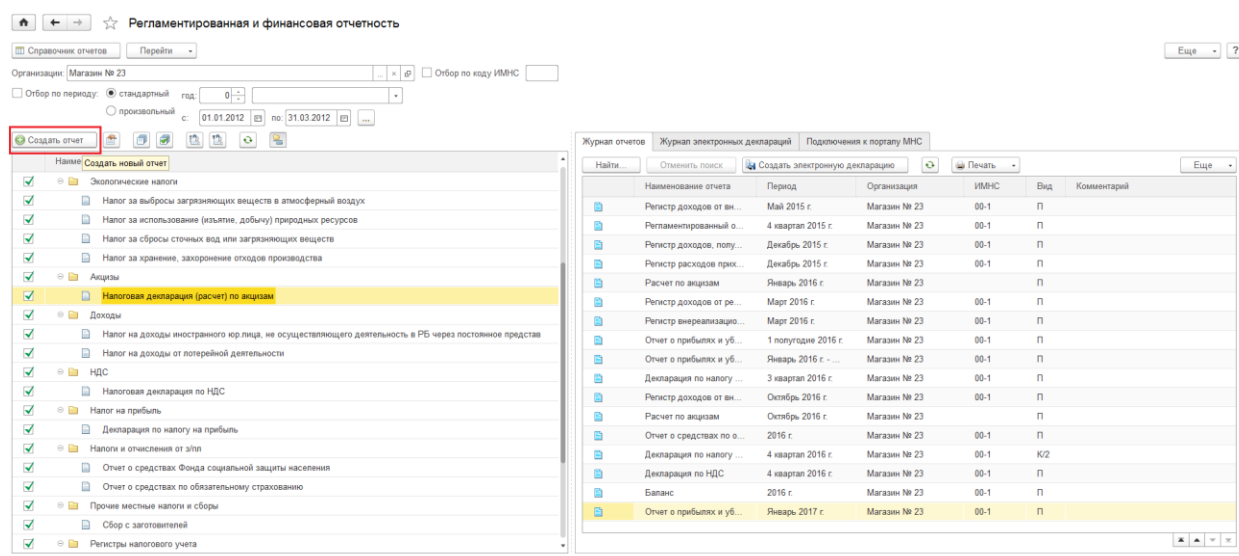 Регламентированная и финансовая отчетность
Справочник отчетов Перейти Еще ?
Организации: Магазин № 23 ... × Отбор по коду ИМНС
Отбор по периоду: стандартный год: 0
произвольный с: 01.01.2012 по: 31.03.2012 ...
Создать отчет
Наиме
Создать новый отчет
Экологические налоги
Налог за выбросы загрязняющих веществ в атмосферный воздух
Налог за использование (изъятие, добычу) природных ресурсов
Налог за сбросы сточных вод или загрязняющих веществ
Налог за хранение, захоронение отходов производства
Акцизы
Налоговая декларация (расчет) по акцизам
Доходы
Налог на доходы иностранного юр.лица, не осуществляющего деятельность в РБ через постоянное представ
Налог на доходы от лотерейной деятельности
НДС
Налоговая декларация по НДС
Налог на прибыль
Декларация по налогу на прибыль
Налоги и отчисления от з/пл
Отчет о средствах Фонда социальной защиты населения
Отчет о средствах по обязательному страхованию
Прочие местные налоги и сборы
Сбор с заготовителей
Регистры налогового учета
Журнал отчетов Журнал электронных деклараций Подключения к порталу МНС
Найти... Отменить поиск Создать электронную декларацию Печать Еще
Наименование отчета Период Организация ИМНС Вид Комментарий
Регистр доходов от вн... Май 2015 г. Магазин № 23 00-1 П
Регламентированный о... 4 квартал 2015 г. Магазин № 23 00-1 П
Регистр доходов, полу... Декабрь 2015 г. Магазин № 23 00-1 П
Регистр расходов прих... Декабрь 2015 г. Магазин № 23 00-1 П
Расчет по акцизам Январь 2016 г. Магазин № 23 П
Регистр доходов от ре... Март 2016 г. Магазин № 23 00-1 П
Регистр внереализацио... Март 2016 г. Магазин № 23 00-1 П
Отчет о прибылях и уб... 1 полугодие 2016 г. Магазин № 23 00-1 П
Отчет о прибылях и уб... Январь 2016 г. - ... Магазин № 23 00-1 П
Декларация по налогу ... 3 квартал 2016 г. Магазин № 23 00-1 П
Регистр доходов от вн... Октябрь 2016 г. Магазин № 23 00-1 П
Расчет по акцизам Октябрь 2016 г. Магазин № 23 П
Отчет о средствах по о... 2016 г. Магазин № 23 00-1 П
Декларация по налогу ... 4 квартал 2016 г. Магазин № 23 00-1 К/2
Декларация по НДС 4 квартал 2016 г. Магазин № 23 00-1 П
Баланс 2016 г. Магазин № 23 00-1 П
Отчет о прибылях и уб... Январь 2017 г. Магазин № 23 00-1 П